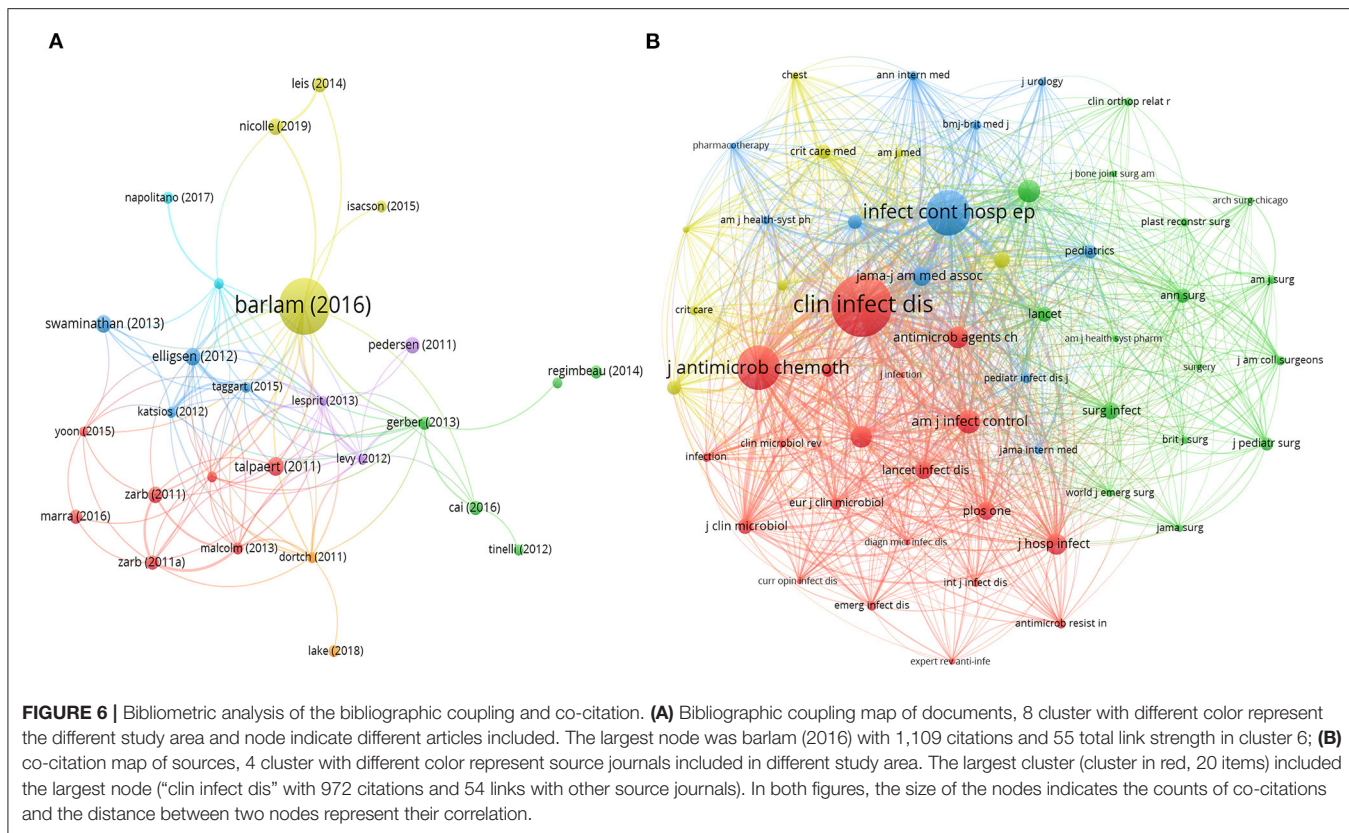 A
B
leis (2014)
nicolle (2019)
napolitano (2017)
isacson (2015)
barlam (2016)
swaminathan (2013)
pedersen (2011)
elligsen (2012)
regimbeau (2014)
taggart (2015)
lesprit (2013)
katsios (2012)
gerber (2013)
yoon (2015)
levy (2012)
talpaert (2011)
zarb (2011)
cai (2016)
marra (2016)
malcolm (2013)
tinelli (2012)
dortch (2011)
zarb (2011a)
lake (2018)
chest
ann intern med
j urology
clin orthop relat r
bmj-brit med j
pharmacotherapy
crit care med
am j med
j bone joint surg am
arch surg-chicago
infect cont hosp ep
am j health-syst ph
plast reconstr surg
pediatrics
jama-j am med assoc
am j surg
ann surg
clin infect dis
crit care
lancet
antimicrob agents ch
am j health syst pharm
j am coll surgeons
j antimicrob chemoth
j infection
surgery
pediatr infect dis j
surg infect
am j infect control
clin microbiol rev
brit j surg
j pediatr surg
infection
jama intern med
lancet infect dis
world j emerg surg
eur j clin microbiol
plos one
j clin microbiol
jama surg
diagn micr infec dis
j hosp infect
curr opin infect dis
int j infect dis
emerg infect dis
antimicrob resist in
expert rev anti-infe
FIGURE 6 | Bibliometric analysis of the bibliographic coupling and co-citation. (A) Bibliographic coupling map of documents, 8 cluster with different color represent
the different study area and node indicate different articles included. The largest node was barlam (2016) with 1,109 citations and 55 total link strength in cluster 6; (B)
co-citation map of sources, 4 cluster with different color represent source journals included in different study area. The largest cluster (cluster in red, 20 items) included
the largest node (“clin infect dis” with 972 citations and 54 links with other source journals). In both figures, the size of the nodes indicates the counts of co-citations
and the distance between two nodes represent their correlation.